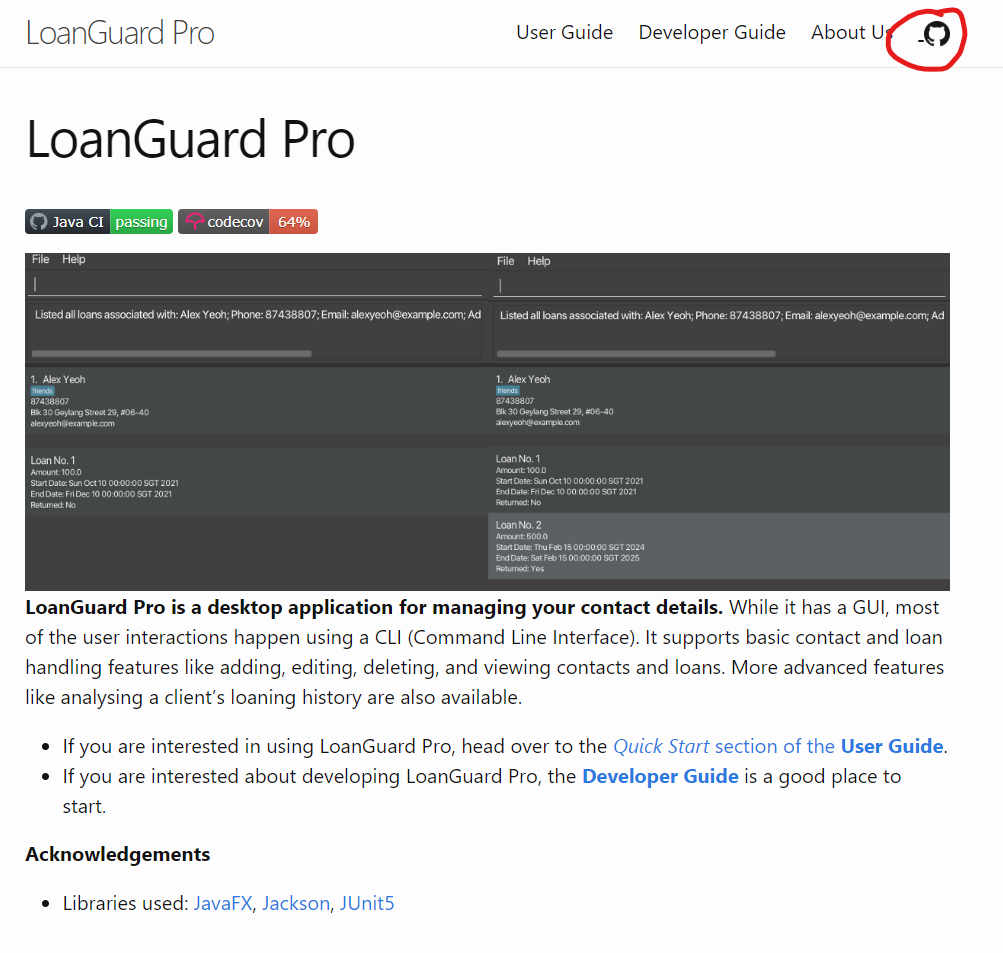 LoanGuard Pro User Guide Developer Guide About Us
LoanGuard Pro
Java CI passing codecov 64%
File Help File Help
Listed all loans associated with: Alex Yeoh; Phone: 87438807; Email: alexyeoh@example.com; Ad
Listed all loans associated with: Alex Yeoh; Phone: 87438807; Email: alexyeoh@example.com; Ad
1. Alex Yeoh
friends
87438807
Blk 30 Geylang Street 29, #06-40
alexyeoh@example.com
Loan No. 1
Amount: 100.0
Start Date: Sun Oct 10 00:00:00 SGT 2021
End Date: Fri Dec 10 00:00:00 SGT 2021
Returned: No
1. Alex Yeoh
friends
87438807
Blk 30 Geylang Street 29, #06-40
alexyeoh@example.com
Loan No. 1
Amount: 100.0
Start Date: Sun Oct 10 00:00:00 SGT 2021
End Date: Fri Dec 10 00:00:00 SGT 2021
Returned: No
Loan No. 2
Amount: 500.0
Start Date: Thu Feb 15 00:00:00 SGT 2024
End Date: Sat Feb 15 00:00:00 SGT 2025
Returned: Yes
LoanGuard Pro is a desktop application for managing your contact details. While it has a GUI, most
of the user interactions happen using a CLI (Command Line Interface). It supports basic contact and loan
handling features like adding, editing, deleting, and viewing contacts and loans. More advanced features
like analysing a client’s loaning history are also available.
• If you are interested in using LoanGuard Pro, head over to the Quick Start section of the User Guide.
• If you are interested about developing LoanGuard Pro, the Developer Guide is a good place to
start.
Acknowledgements
• Libraries used: JavaFX, Jackson, JUnit5